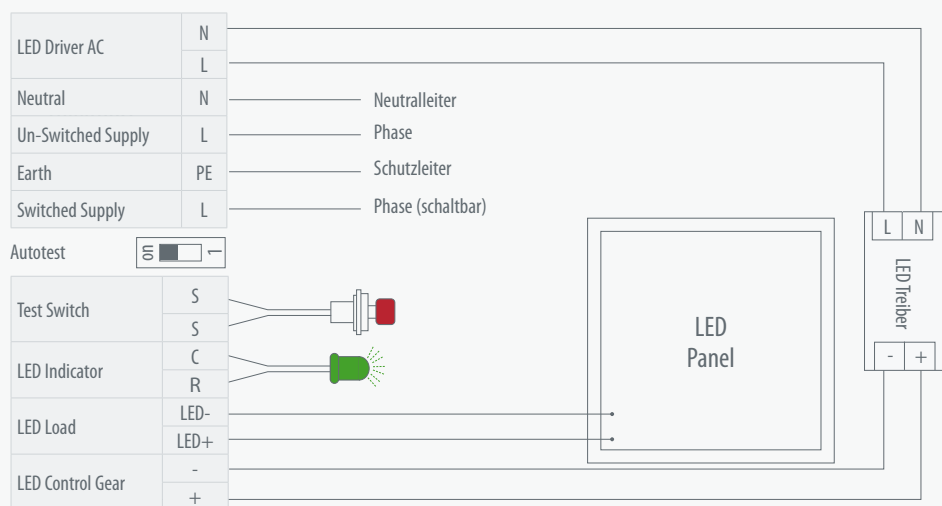 LED Driver AC
N
L
Neutral N Neutralleiter
Un-Switched Supply L Phase
Earth PE Schutzleiter
Switched Supply L Phase (schaltbar)
Autotest on 1
Test Switch
S
S
LED Indicator
C
R
LED Load
LED-
LED+
LED Control Gear
-
+
LED
Panel
L N
LED Treiber
- +